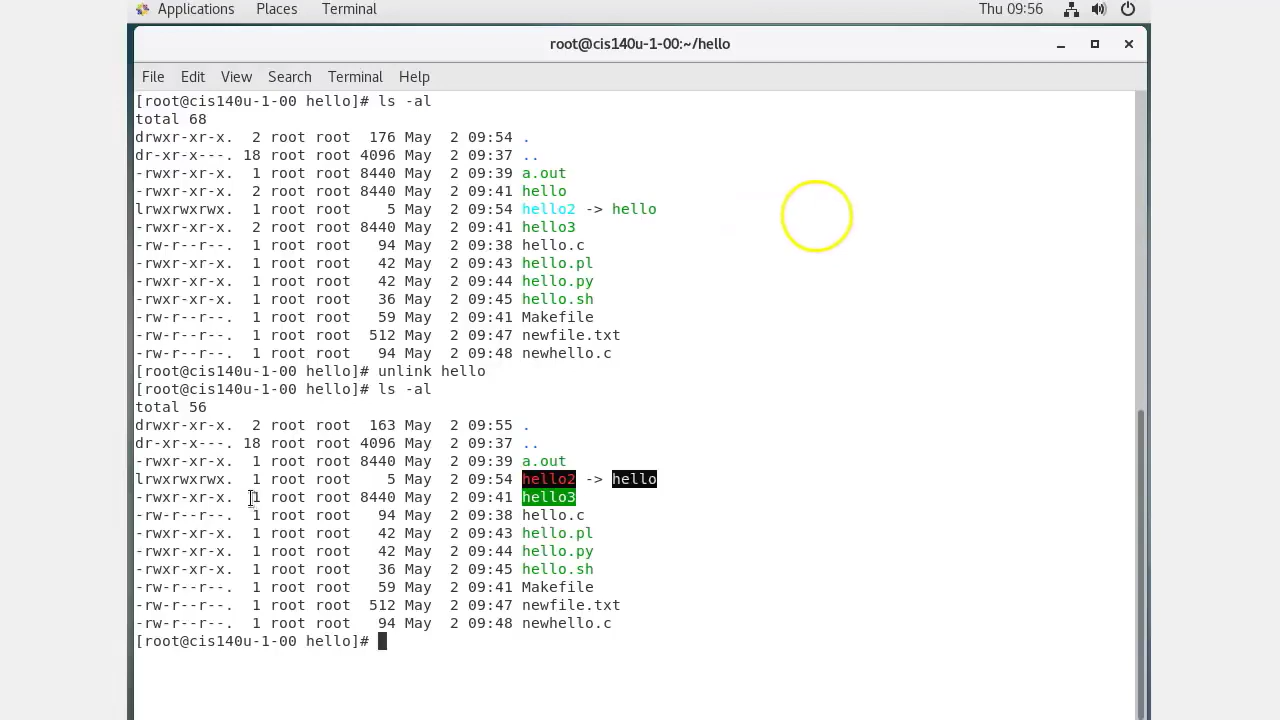 Applications Places Terminal Thu 09:56
root@cis140u-1-00:~/hello
File Edit View Search Terminal Help
[root@cis140u-1-00 hello]# ls -al
total 68
drwxr-xr-x. 2 root root 176 May 2 09:54 .
dr-xr-x---. 18 root root 4096 May 2 09:37 ..
-rwxr-xr-x. 1 root root 8440 May 2 09:39 a.out
-rwxr-xr-x. 2 root root 8440 May 2 09:41 hello
lrwxrwxrwx. 1 root root 5 May 2 09:54 hello2 -> hello
-rwxr-xr-x. 2 root root 8440 May 2 09:41 hello3
-rw-r--r--. 1 root root 94 May 2 09:38 hello.c
-rwxr-xr-x. 1 root root 42 May 2 09:43 hello.pl
-rwxr-xr-x. 1 root root 42 May 2 09:44 hello.py
-rwxr-xr-x. 1 root root 36 May 2 09:45 hello.sh
-rw-r--r--. 1 root root 59 May 2 09:41 Makefile
-rw-r--r--. 1 root root 512 May 2 09:47 newfile.txt
-rw-r--r--. 1 root root 94 May 2 09:48 newhello.c
[root@cis140u-1-00 hello]# unlink hello
[root@cis140u-1-00 hello]# ls -al
total 56
drwxr-xr-x. 2 root root 163 May 2 09:55 .
dr-xr-x---. 18 root root 4096 May 2 09:37 ..
-rwxr-xr-x. 1 root root 8440 May 2 09:39 a.out
lrwxrwxrwx. 1 root root 5 May 2 09:54 hello2 -> hello
-rwxr-xr-x. 1 root root 8440 May 2 09:41 hello3
-rw-r--r--. 1 root root 94 May 2 09:38 hello.c
-rwxr-xr-x. 1 root root 42 May 2 09:43 hello.pl
-rwxr-xr-x. 1 root root 42 May 2 09:44 hello.py
-rwxr-xr-x. 1 root root 36 May 2 09:45 hello.sh
-rw-r--r--. 1 root root 59 May 2 09:41 Makefile
-rw-r--r--. 1 root root 512 May 2 09:47 newfile.txt
-rw-r--r--. 1 root root 94 May 2 09:48 newhello.c
[root@cis140u-1-00 hello]#